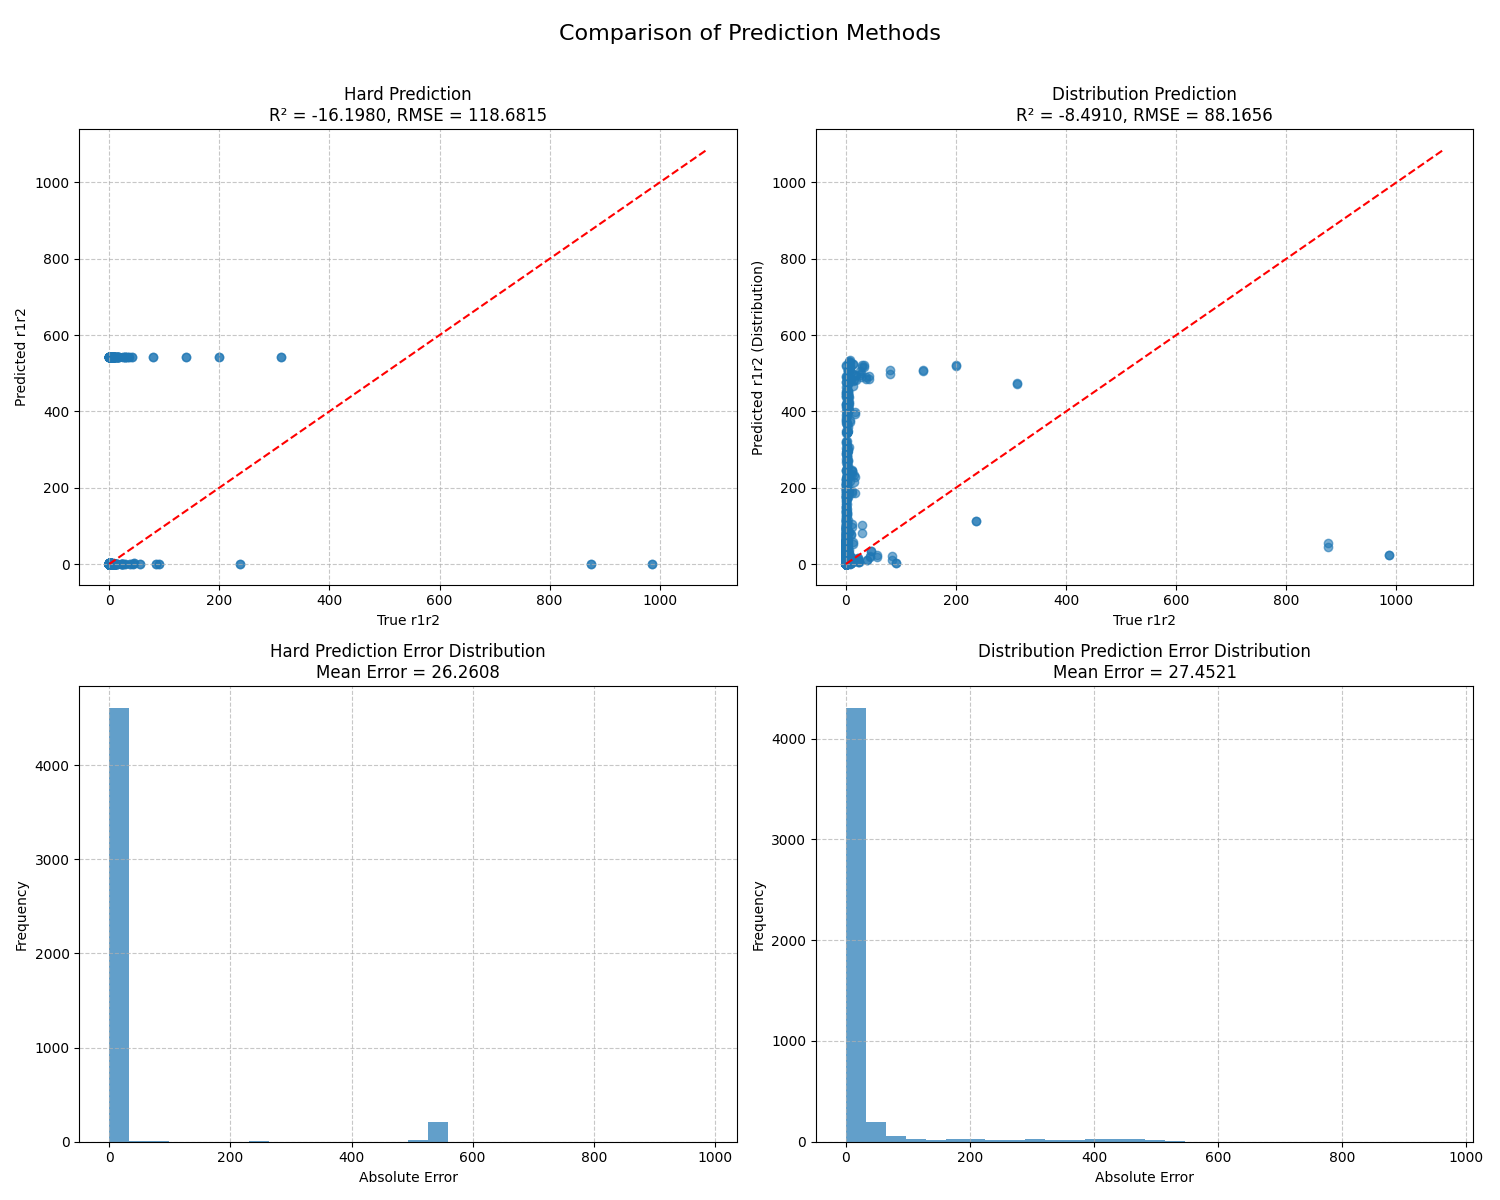 Comparison of Prediction Methods
Hard Prediction
R² = -16.1980, RMSE = 118.6815
1000
800
600
400
200
0
Predicted r1r2
0 200 400 600 800 1000
True r1r2
Distribution Prediction
R² = -8.4910, RMSE = 88.1656
1000
800
600
400
200
0
Predicted r1r2 (Distribution)
0 200 400 600 800 1000
True r1r2
Hard Prediction Error Distribution
Mean Error = 26.2608
4000
3000
2000
1000
0
Frequency
0 200 400 600 800 1000
Absolute Error
Distribution Prediction Error Distribution
Mean Error = 27.4521
4000
3000
2000
1000
0
Frequency
0 200 400 600 800 1000
Absolute Error